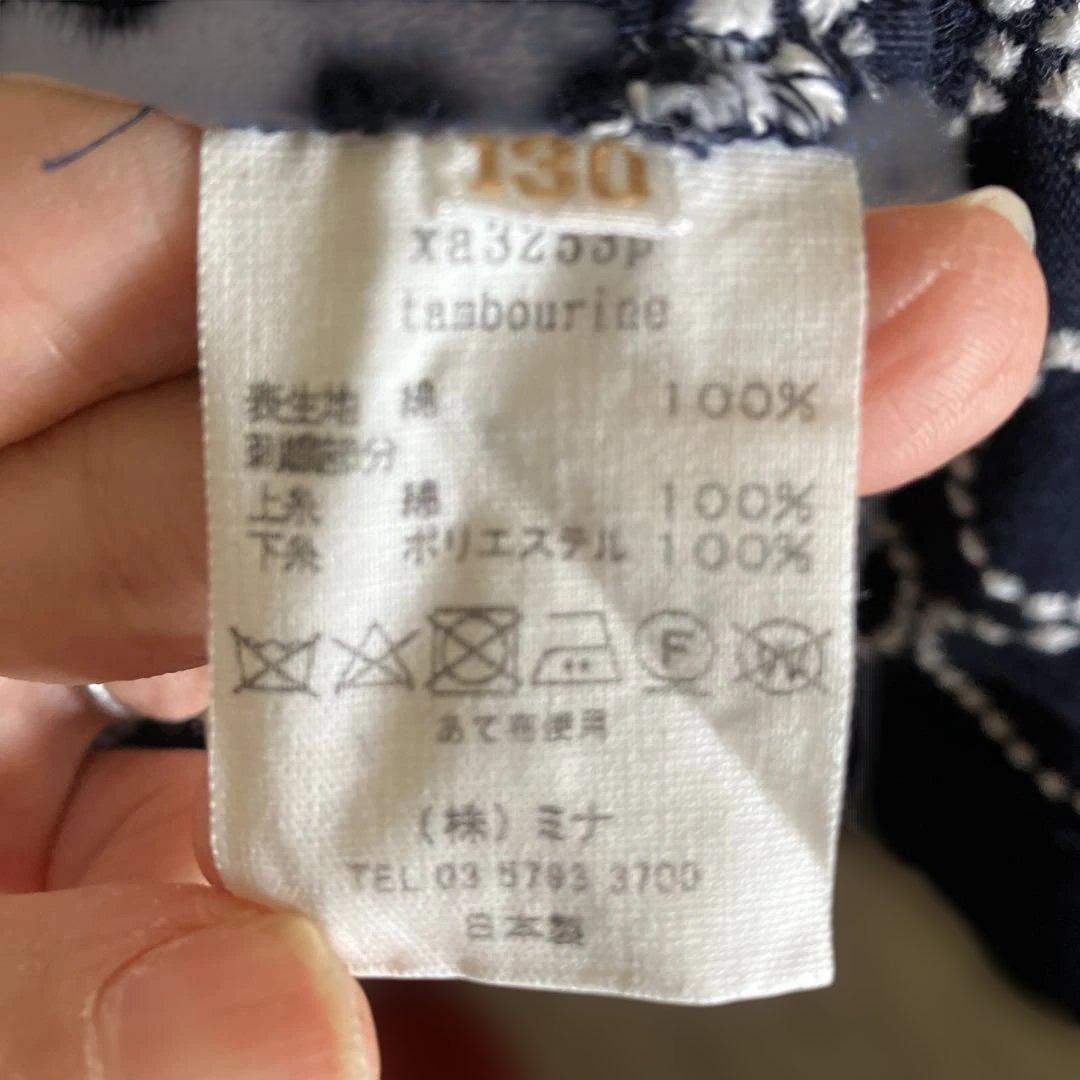 130
xa3253p
tambourine
表生地 綿 100%
刺繍部分
上糸 綿 100%
下糸 ポリエステル 100%
F
W
あて布使用
(株)ミナ
TEL 03 5793 3700
日本製